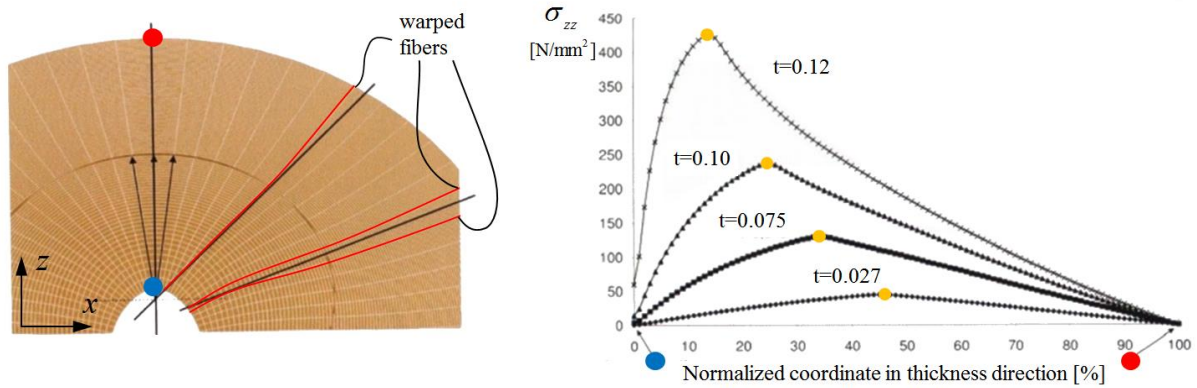 warped
fibers
z
x
σzz
[N/mm²]
450
400
350
300
250
200
150
100
50
0
t=0.12
t=0.10
t=0.075
t=0.027
0 10 20 30 40 50 60 70 80 90 100
Normalized coordinate in thickness direction [%]